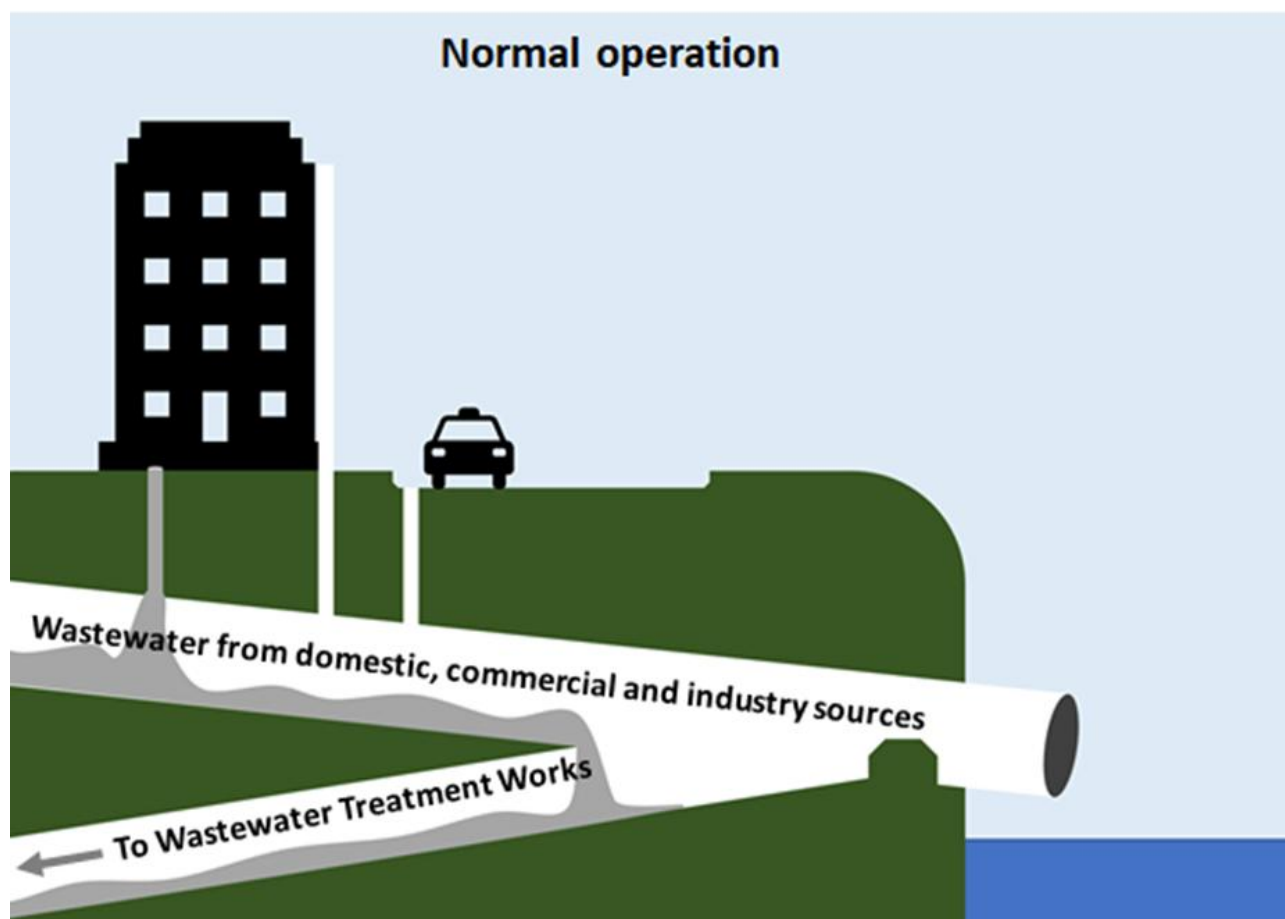 Normal operation
Wastewater from domestic, commercial and industry sources
To Wastewater Treatment Works